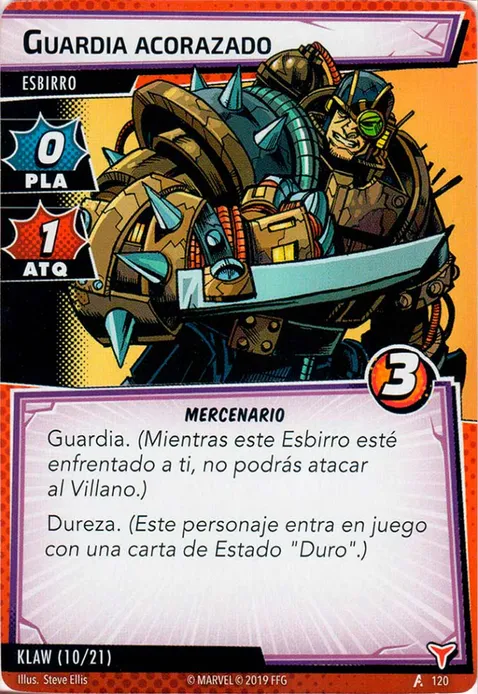 Guardia acorazado
ESBIRRO
0
PLA
1
ATQ
3
MERCENARIO
Guardia. (Mientras este Esbirro esté
enfrentado a ti, no podrás atacar
al Villano.)
Dureza. (Este personaje entra en juego
con una carta de Estado "Duro".)
KLAW (10/21)
Illus. Steve Ellis
© MARVEL © 2019 FFG
120